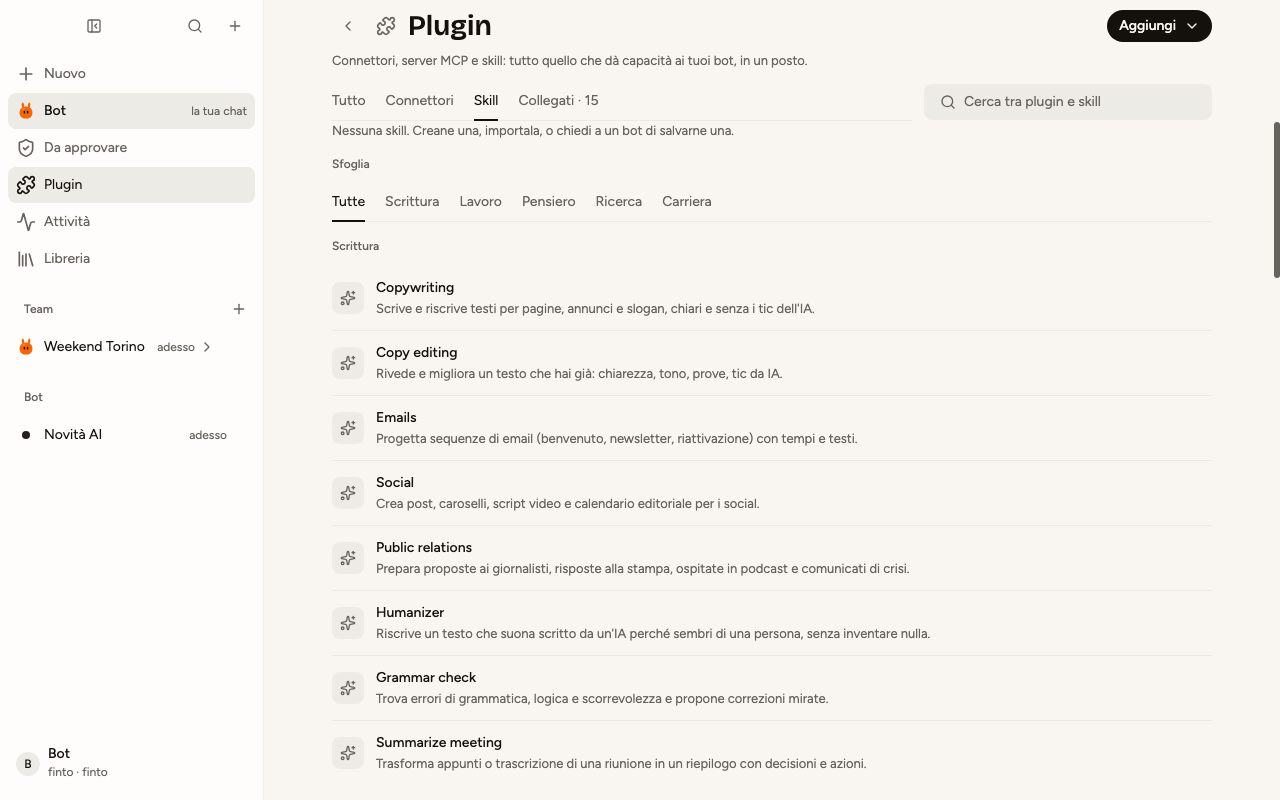 Nuovo
Bot la tua chat
Da approvare
Plugin
Attività
Libreria
Team
Weekend Torino adesso
Bot
Novità AI adesso
B
Bot
finto · finto
Plugin
Aggiungi
Connettori, server MCP e skill: tutto quello che dà capacità ai tuoi bot, in un posto.
Tutto Connettori Skill Collegati · 15
Cerca tra plugin e skill
Nessuna skill. Creane una, importala, o chiedi a un bot di salvarne una.
Sfoglia
Tutte Scrittura Lavoro Pensiero Ricerca Carriera
Scrittura
Copywriting
Scrive e riscrive testi per pagine, annunci e slogan, chiari e senza i tic dell'IA.
Copy editing
Rivede e migliora un testo che hai già: chiarezza, tono, prove, tic da IA.
Emails
Progetta sequenze di email (benvenuto, newsletter, riattivazione) con tempi e testi.
Social
Crea post, caroselli, script video e calendario editoriale per i social.
Public relations
Prepara proposte ai giornalisti, risposte alla stampa, ospitate in podcast e comunicati di crisi.
Humanizer
Riscrive un testo che suona scritto da un'IA perché sembri di una persona, senza inventare nulla.
Grammar check
Trova errori di grammatica, logica e scorrevolezza e propone correzioni mirate.
Summarize meeting
Trasforma appunti o trascrizione di una riunione in un riepilogo con decisioni e azioni.